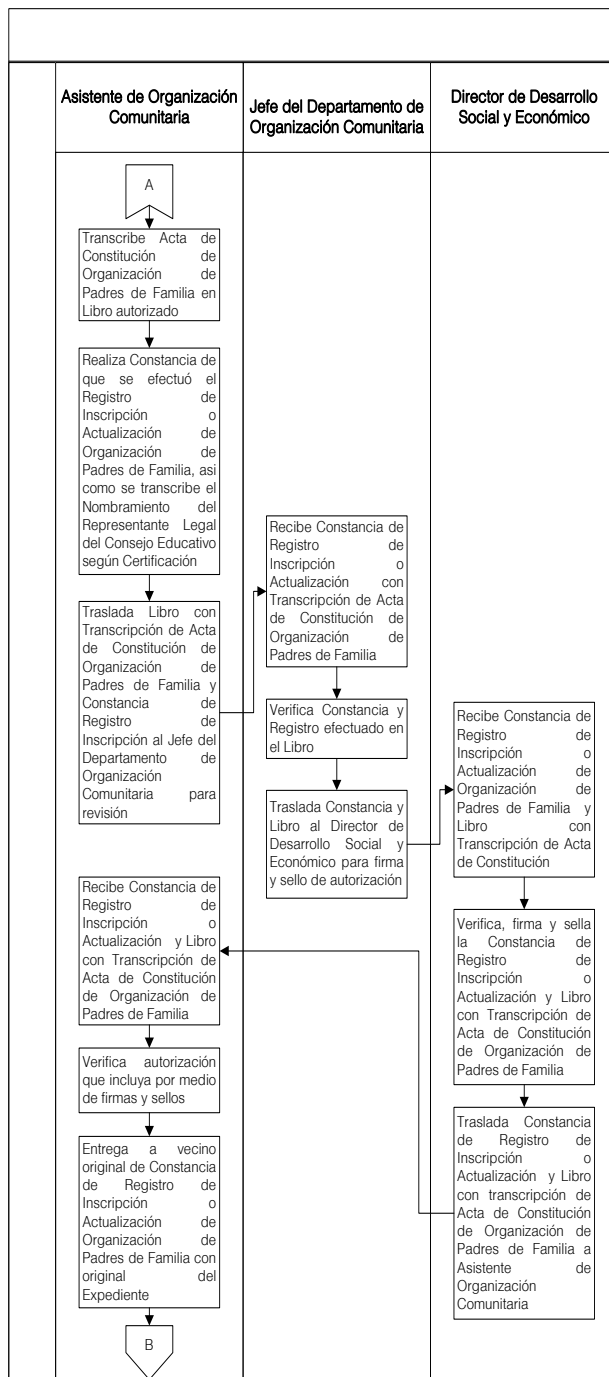 Asistente de Organización
Comunitaria
Jefe del Departamento de
Organización Comunitaria
Director de Desarrollo
Social y Económico
A
Transcribe Acta de
Constitución de
Organización de
Padres de Familia en
Libro autorizado
Realiza Constancia de
que se efectuó el
Registro de
Inscripción o
Actualización de
Organización de
Padres de Familia, asi
como se transcribe el
Nombramiento del
Representante Legal
del Consejo Educativo
según Certificación
Traslada Libro con
Transcripción de Acta
de Constitución de
Organización de
Padres de Familia y
Constancia de
Registro de
Inscripción al Jefe del
Departamento de
Organización
Comunitaria para
revisión
Recibe Constancia de
Registro de
Inscripción o
Actualización con
Transcripción de Acta
de Constitución de
Organización de
Padres de Familia
Verifica Constancia y
Registro efectuado en
el Libro
Traslada Constancia y
Libro al Director de
Desarrollo Social y
Económico para firma
y sello de autorización
Recibe Constancia de
Registro de
Inscripción o
Actualización de
Organización de
Padres de Familia y
Libro con
Transcripción de Acta
de Constitución
Verifica, firma y sella
la Constancia de
Registro de
Inscripción o
Actualización y Libro
con Transcripción de
Acta de Constitución
de Organización de
Padres de Familia
Traslada Constancia
de Registro de
Inscripción o
Actualización y Libro
con transcripción de
Acta de Constitución
de Organización de
Padres de Familia a
Asistente de
Organización
Comunitaria
Recibe Constancia de
Registro de
Inscripción o
Actualización y Libro
con Transcripción de
Acta de Constitución
de Organización de
Padres de Familia
Verifica autorización
que incluya por medio
de firmas y sellos
Entrega a vecino
original de Constancia
de Registro de
Inscripción o
Actualización de
Organización de
Padres de Familia con
original del
Expediente
B